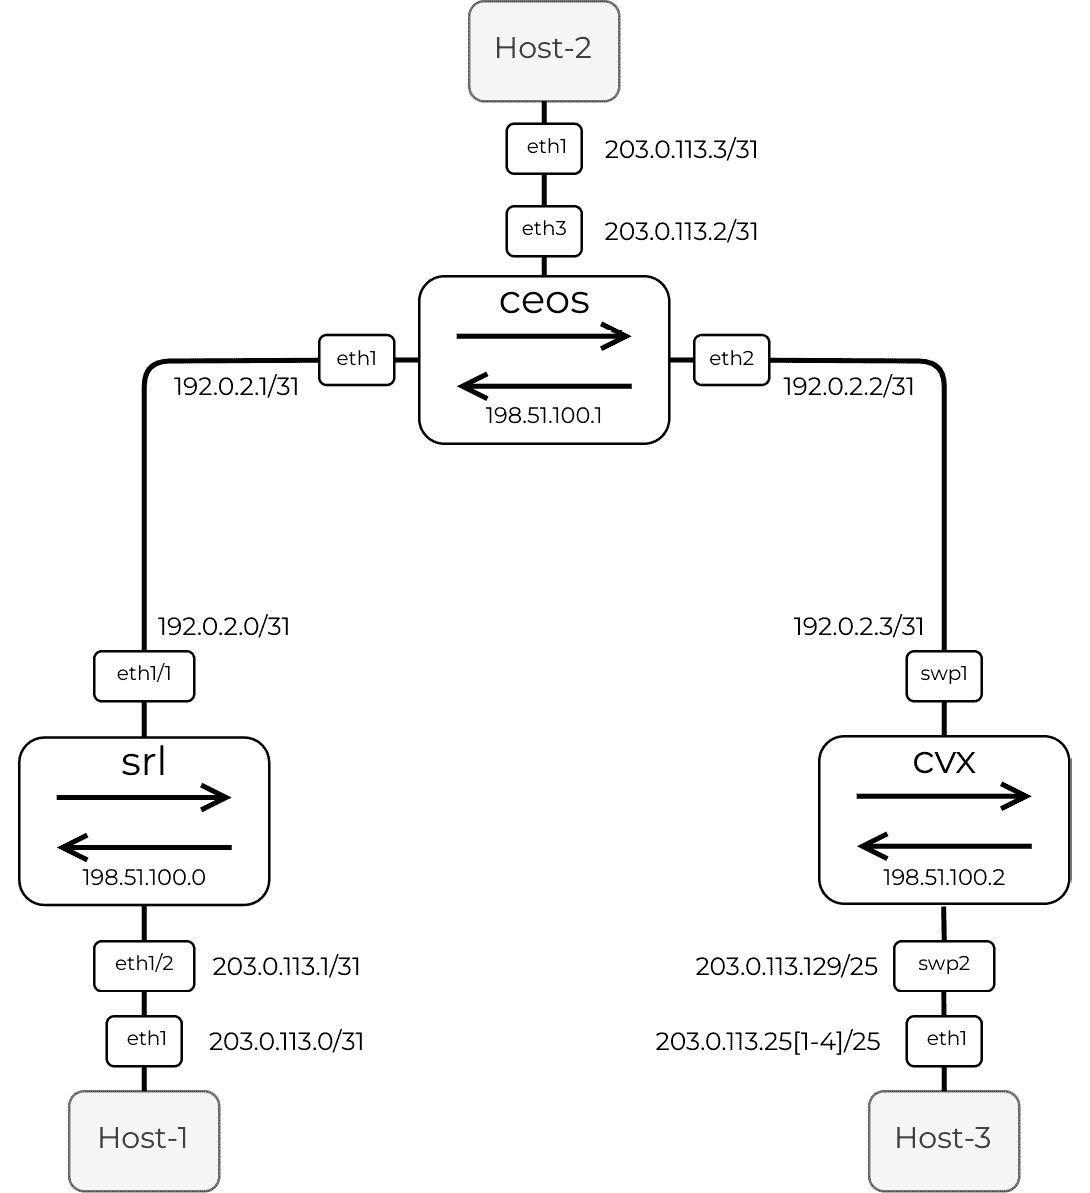 Host-2
eth1
203.0.113.3/31
eth3
203.0.113.2/31
ceos
eth1
eth2
192.0.2.1/31
192.0.2.2/31
198.51.100.1
192.0.2.0/31
192.0.2.3/31
eth1/1
swp1
srl
cvx
198.51.100.0
198.51.100.2
eth1/2
203.0.113.1/31
203.0.113.129/25
swp2
eth1
203.0.113.0/31
203.0.113.25[1-4]/25
eth1
Host-1
Host-3